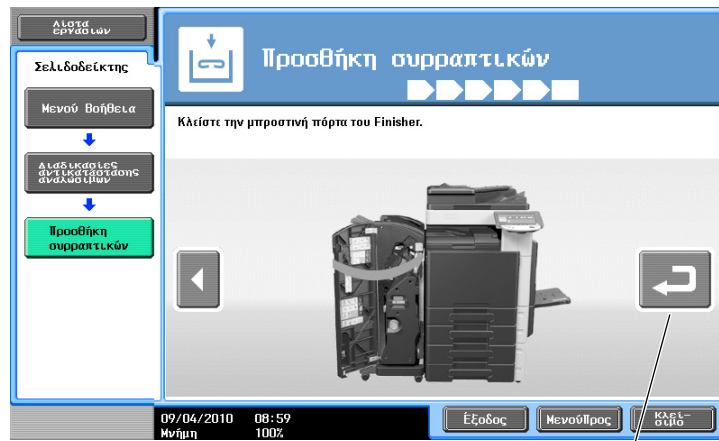 Λίστα
εργασιών
Σελιδοδείκτης
Μενού Βοήθεια
Διαδικασίες
αντικατάστασης
αναλώσιμων
Προσθήκη
συρραπτικών
Προσθήκη συρραπτικών
Κλείστε την μπροστινή πόρτα του Finisher.
09/04/2010 08:59
Μνήμη 100%
Έξοδος
ΜενούΠρος
Κλεί-
σιμο